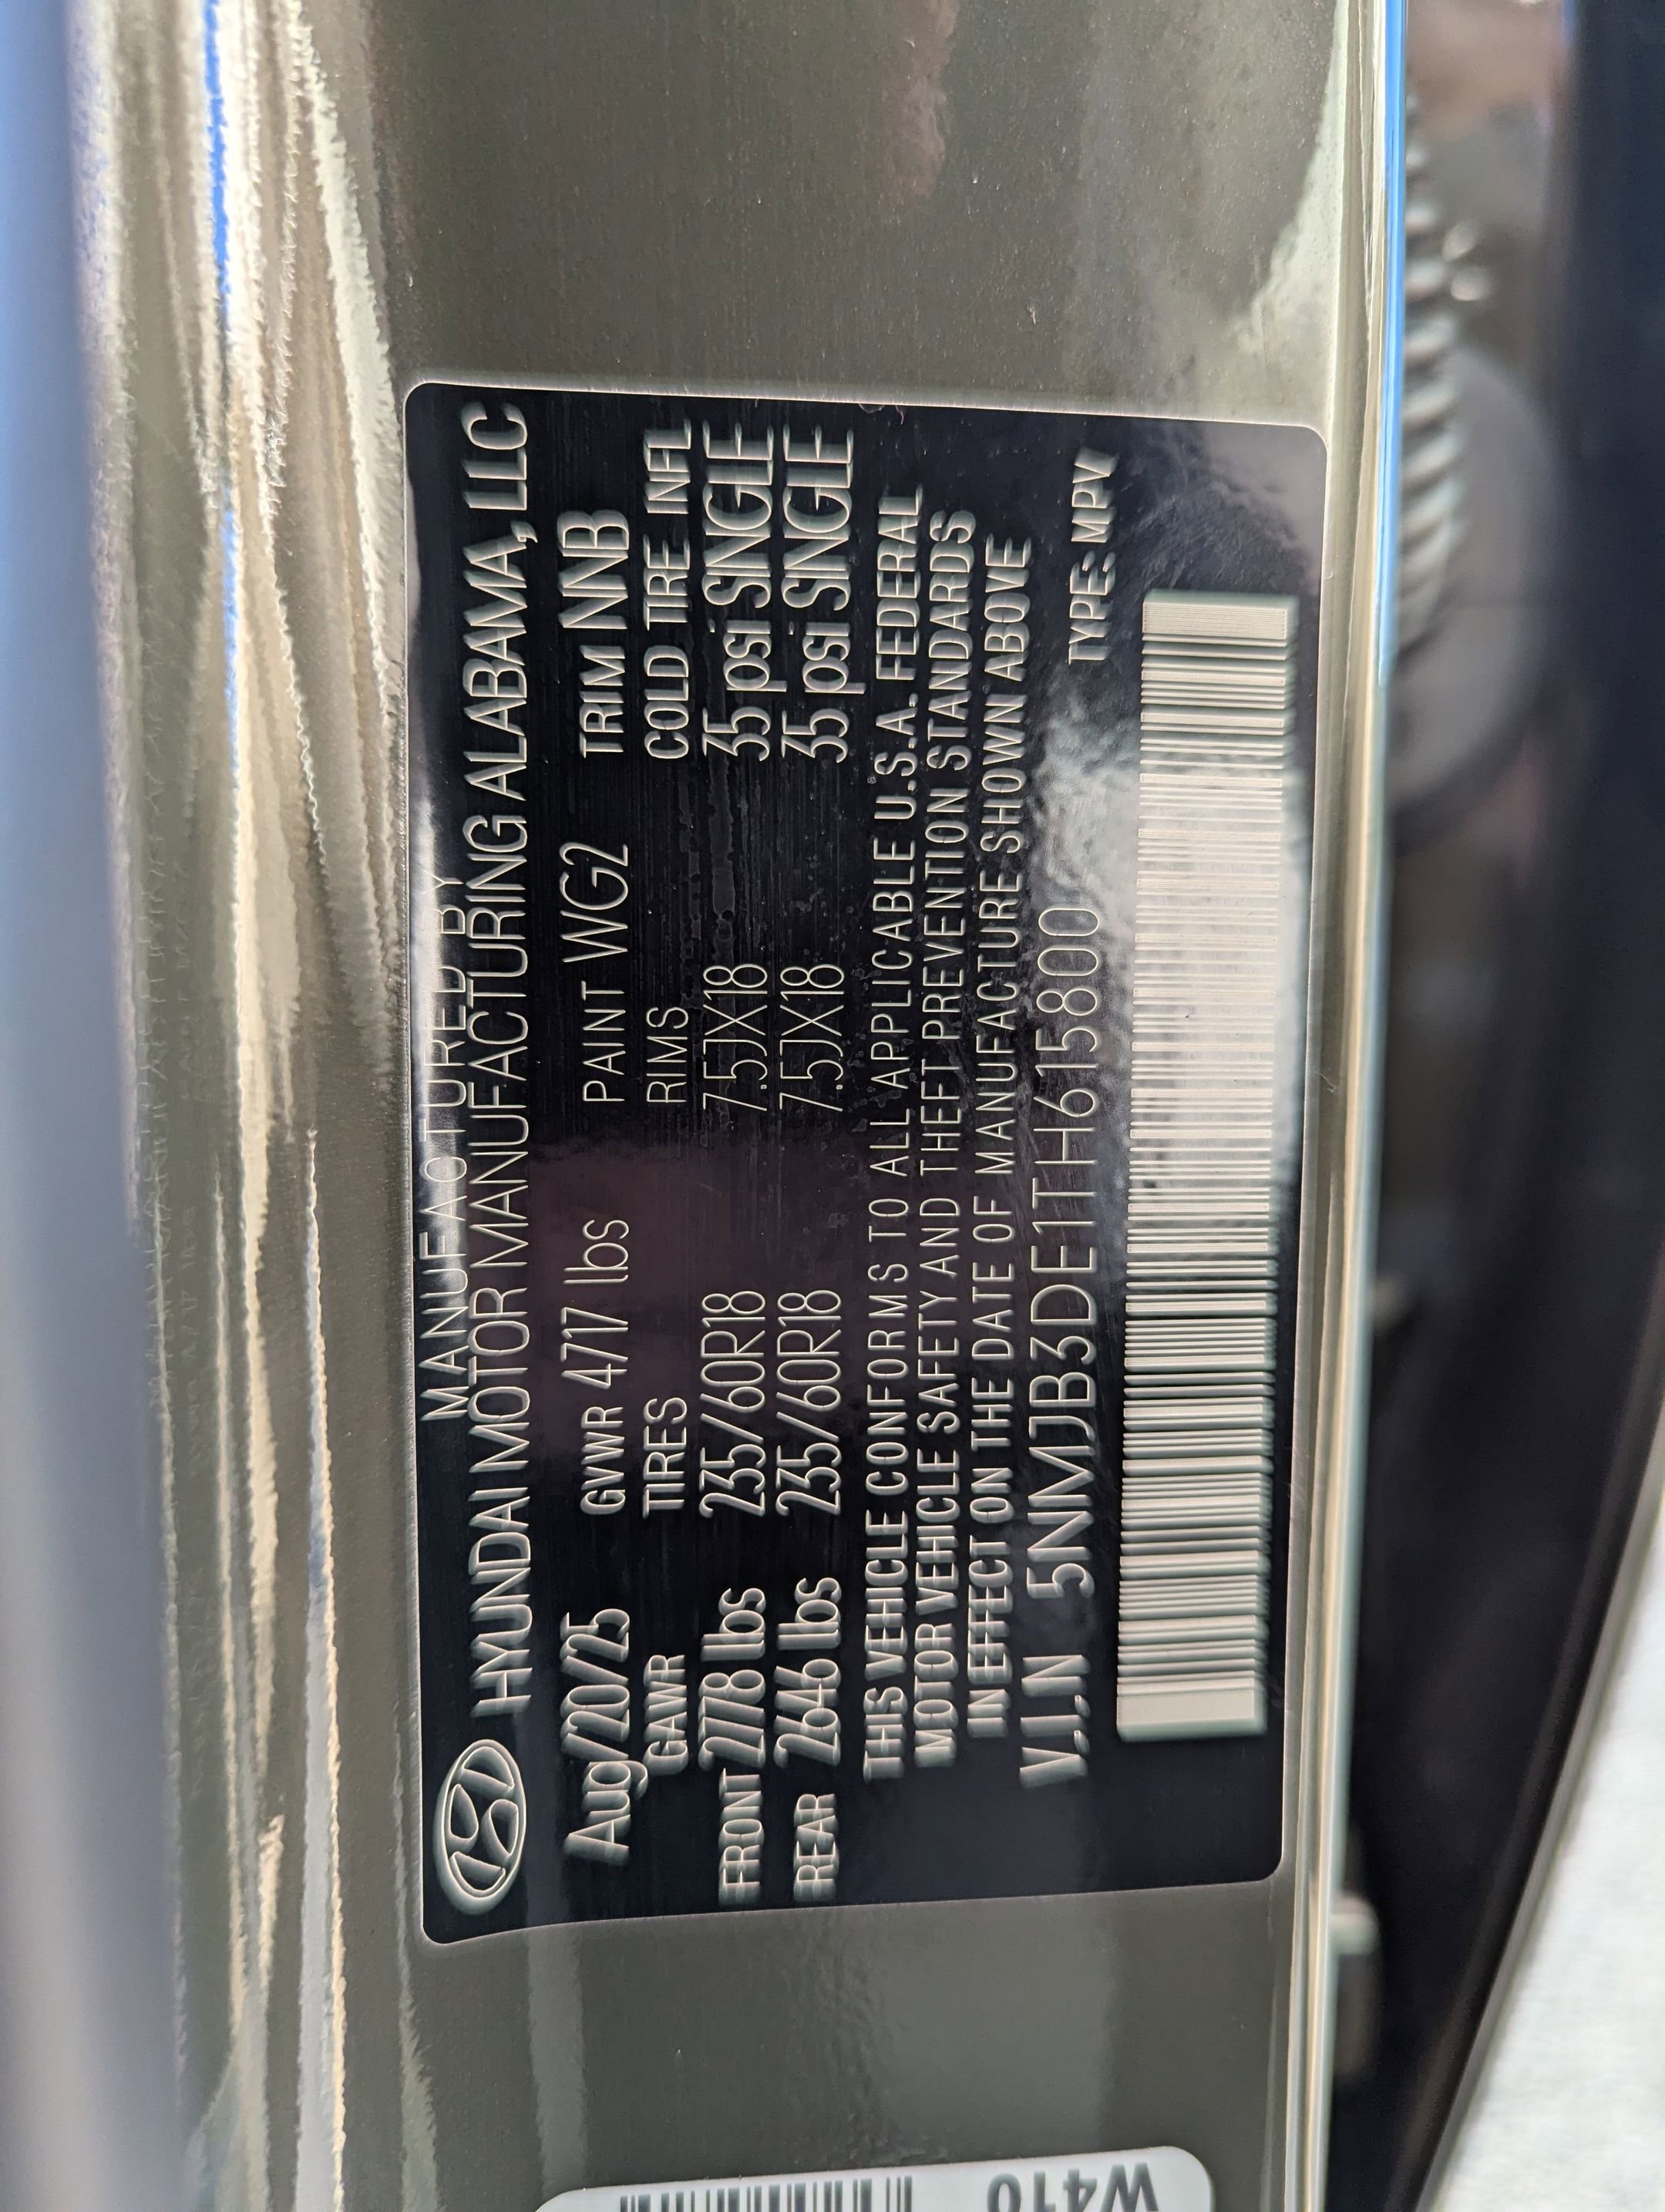 MANUFACTURED BY
HYUNDAI MOTOR MANUFACTURING ALABAMA, LLC
Aug/20/25 GVWR 4717 lbs PAINT WG2 TRIM NNB
GAWR TIRES RIMS COLD TIRE INFL
FRONT 2778 lbs 235/60R18 7.5JX18 35 psi SINGLE
REAR 2646 lbs 235/60R18 7.5JX18 35 psi SINGLE
THIS VEHICLE CONFORMS TO ALL APPLICABLE U.S.A. FEDERAL
MOTOR VEHICLE SAFETY AND THEFT PREVENTION STANDARDS
IN EFFECT ON THE DATE OF MANUFACTURE SHOWN ABOVE
V.I.N 5NMJB3DE1TH615800 TYPE: MPV
W410